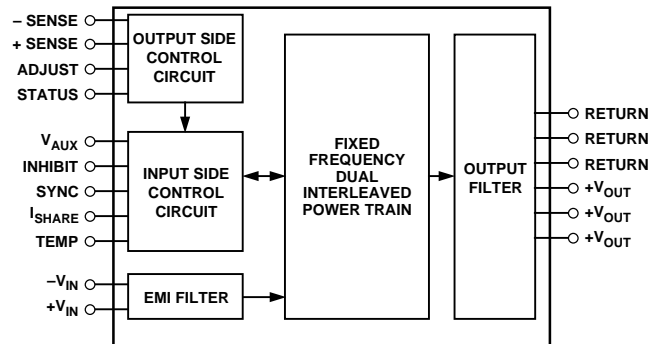 – SENSE
+ SENSE
ADJUST
STATUS
OUTPUT SIDE
CONTROL
CIRCUIT
VAUX
INHIBIT
SYNC
ISHARE
TEMP
INPUT SIDE
CONTROL
CIRCUIT
–VIN
+VIN
EMI FILTER
FIXED
FREQUENCY
DUAL
INTERLEAVED
POWER TRAIN
OUTPUT
FILTER
RETURN
RETURN
RETURN
+VOUT
+VOUT
+VOUT